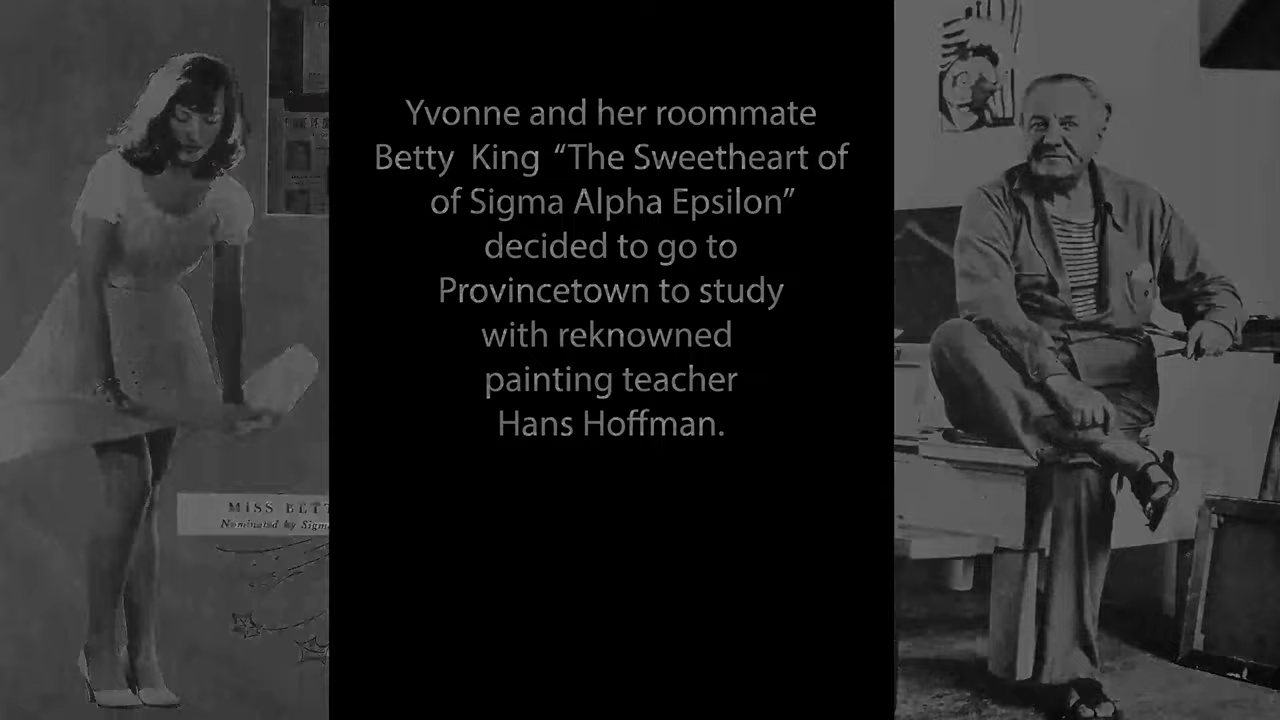 Yvonne and her roommate
Betty King “The Sweetheart of
of Sigma Alpha Epsilon”
decided to go to
Provincetown to study
with reknowned
painting teacher
Hans Hoffman.
MISS BETT
Nominated by Sigm